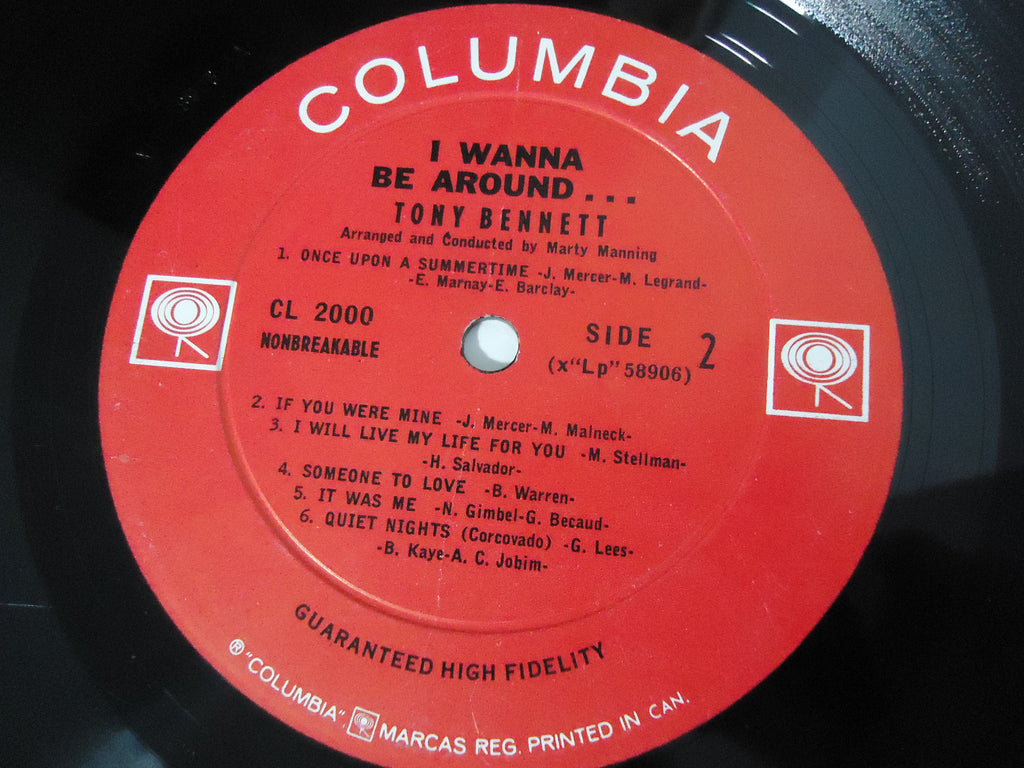 COLUMBIA
I WANNA
BE AROUND...
TONY BENNETT
Arranged and Conducted by Marty Manning
1. ONCE UPON A SUMMERTIME -J. Mercer-M. Legrand-
-E. Marnay-E. Barclay-
CL 2000
NONBREAKABLE
SIDE 2
(x"Lp" 58906)
2. IF YOU WERE MINE -J. Mercer-M. Malneck-
3. I WILL LIVE MY LIFE FOR YOU -M. Stellman-
-H. Salvador-
4. SOMEONE TO LOVE -B. Warren-
5. IT WAS ME -N. Gimbel-G. Becaud-
6. QUIET NIGHTS (Corcovado) -G. Lees-
-B. Kaye-A. C. Jobim-
GUARANTEED HIGH FIDELITY
® "COLUMBIA", MARCAS REG. PRINTED IN CAN.